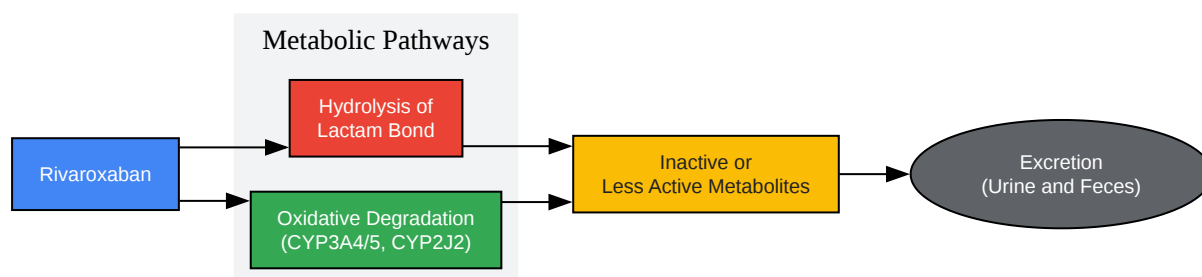 Metabolic Pathways
Rivaroxaban
Hydrolysis of
Lactam Bond
Oxidative Degradation
(CYP3A4/5, CYP2J2)
Inactive or
Less Active Metabolites
Excretion
(Urine and Feces)